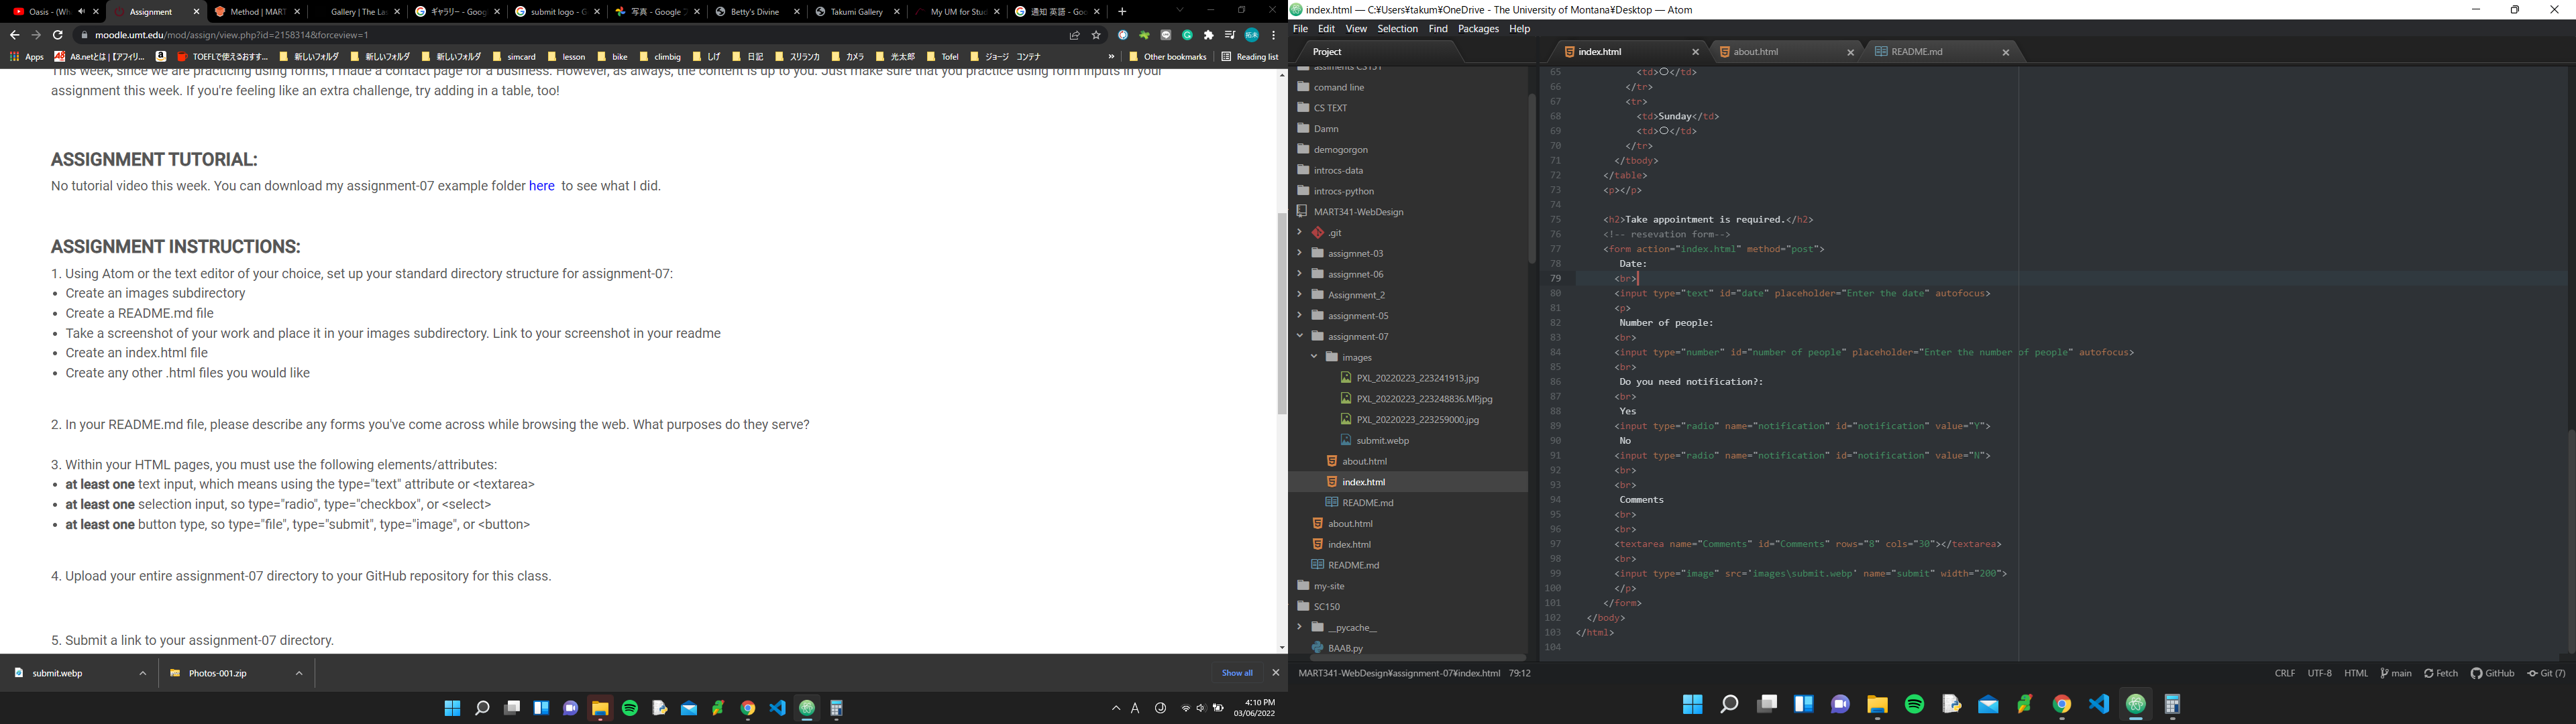 Oasis - (Wh
Assignment
Method | MART
Gallery | The La
ギャラリー - Goog
submit logo - G
写真 - Google
Betty's Divine
Takumi Gallery
My UM for Stud
通知 英語 - Goo
moodle.umt.edu/mod/assign/view.php?id=2158314&forceview=1
Apps
A8.netとは |【アフィリ...
TOEFLで使えるおすす...
新しいフォルダ
新しいフォルダ
新しいフォルダ
simcard
lesson
bike
climbig
しげ
日記
スリランカ
カメラ
光太郎
Tofel
ジョージ コンテナ
»
Other bookmarks
Reading list
This week, since we are practicing using forms, I made a contact page for a business. However, as always, the content is up to you. Just make sure that you practice using form inputs in your
assignment this week. If you're feeling like an extra challenge, try adding in a table, too!
ASSIGNMENT TUTORIAL:
No tutorial video this week. You can download my assignment-07 example folder here to see what I did.
ASSIGNMENT INSTRUCTIONS:
1. Using Atom or the text editor of your choice, set up your standard directory structure for assignment-07:
• Create an images subdirectory
• Create a README.md file
• Take a screenshot of your work and place it in your images subdirectory. Link to your screenshot in your readme
• Create an index.html file
• Create any other .html files you would like
2. In your README.md file, please describe any forms you've come across while browsing the web. What purposes do they serve?
3. Within your HTML pages, you must use the following elements/attributes:
• at least one text input, which means using the type="text" attribute or <textarea>
• at least one selection input, so type="radio", type="checkbox", or <select>
• at least one button type, so type="file", type="submit", type="image", or <button>
4. Upload your entire assignment-07 directory to your GitHub repository for this class.
5. Submit a link to your assignment-07 directory.
submit.webp
Photos-001.zip
Show all
A
4:10 PM
03/06/2022
index.html — C:¥Users¥takum¥OneDrive - The University of Montana¥Desktop — Atom
File Edit View Selection Find Packages Help
Project
assiments CS151
comand line
CS TEXT
Damn
demogorgon
introcs-data
introcs-python
MART341-WebDesign
.git
assigmnet-03
assigmnet-06
Assignment_2
assignment-05
assignment-07
images
PXL_20220223_223241913.jpg
PXL_20220223_223248836.MP.jpg
PXL_20220223_223259000.jpg
submit.webp
about.html
index.html
README.md
about.html
index.html
README.md
my-site
SC150
__pycache__
BAAB.py
index.html
about.html
README.md
65 <td>〇</td>
66 </tr>
67 <tr>
68 <td>Sunday</td>
69 <td>〇</td>
70 </tr>
71 </tbody>
72 </table>
73 <p></p>
74
75 <h2>Take appointment is required.</h2>
76 <!-- resevation form-->
77 <form action="index.html" method="post">
78 Date:
79 <br>
80 <input type="text" id="date" placeholder="Enter the date" autofocus>
81 <p>
82 Number of people:
83 <br>
84 <input type="number" id="number of people" placeholder="Enter the number of people" autofocus>
85 <br>
86 Do you need notification?:
87 <br>
88 Yes
89 <input type="radio" name="notification" id="notification" value="Y">
90 No
91 <input type="radio" name="notification" id="notification" value="N">
92 <br>
93 <br>
94 Comments
95 <br>
96 <br>
97 <textarea name="Comments" id="Comments" rows="8" cols="30"></textarea>
98 <br>
99 <input type="image" src='images\submit.webp' name="submit" width="200">
100 </p>
101 </form>
102 </body>
103 </html>
104
MART341-WebDesign¥assignment-07¥index.html 79:12
CRLF UTF-8 HTML main Fetch GitHub Git (7)